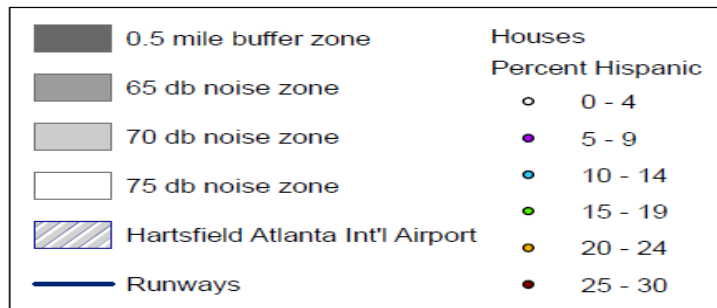 0.5 mile buffer zone
65 db noise zone
70 db noise zone
75 db noise zone
Hartsfield Atlanta Int'l Airport
Runways
Houses
Percent Hispanic
0 - 4
5 - 9
10 - 14
15 - 19
20 - 24
25 - 30